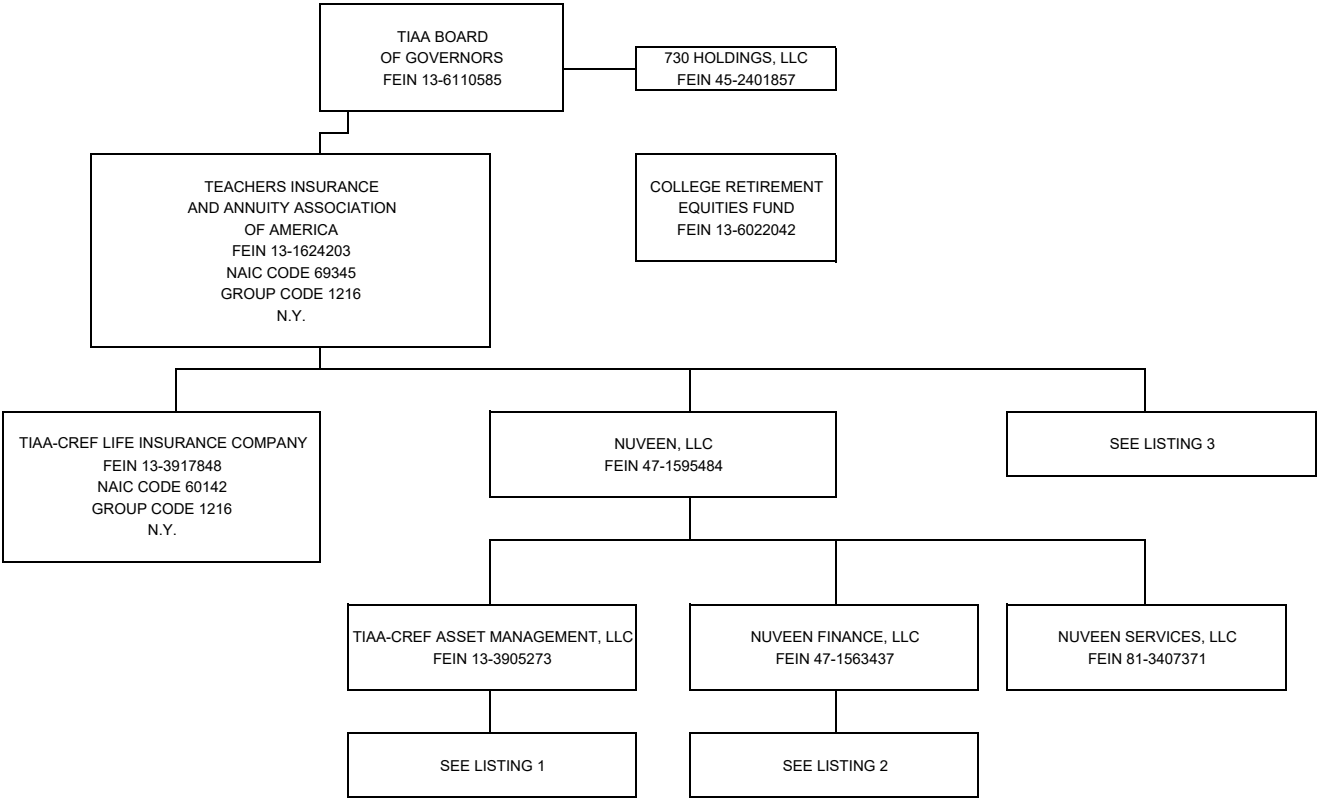 TIAA BOARD
OF GOVERNORS
FEIN 13-6110585
730 HOLDINGS, LLC
FEIN 45-2401857
TEACHERS INSURANCE
AND ANNUITY ASSOCIATION
OF AMERICA
FEIN 13-1624203
NAIC CODE 69345
GROUP CODE 1216
N.Y.
COLLEGE RETIREMENT
EQUITIES FUND
FEIN 13-6022042
TIAA-CREF LIFE INSURANCE COMPANY
FEIN 13-3917848
NAIC CODE 60142
GROUP CODE 1216
N.Y.
NUVEEN, LLC
FEIN 47-1595484
SEE LISTING 3
TIAA-CREF ASSET MANAGEMENT, LLC
FEIN 13-3905273
NUVEEN FINANCE, LLC
FEIN 47-1563437
NUVEEN SERVICES, LLC
FEIN 81-3407371
SEE LISTING 1
SEE LISTING 2